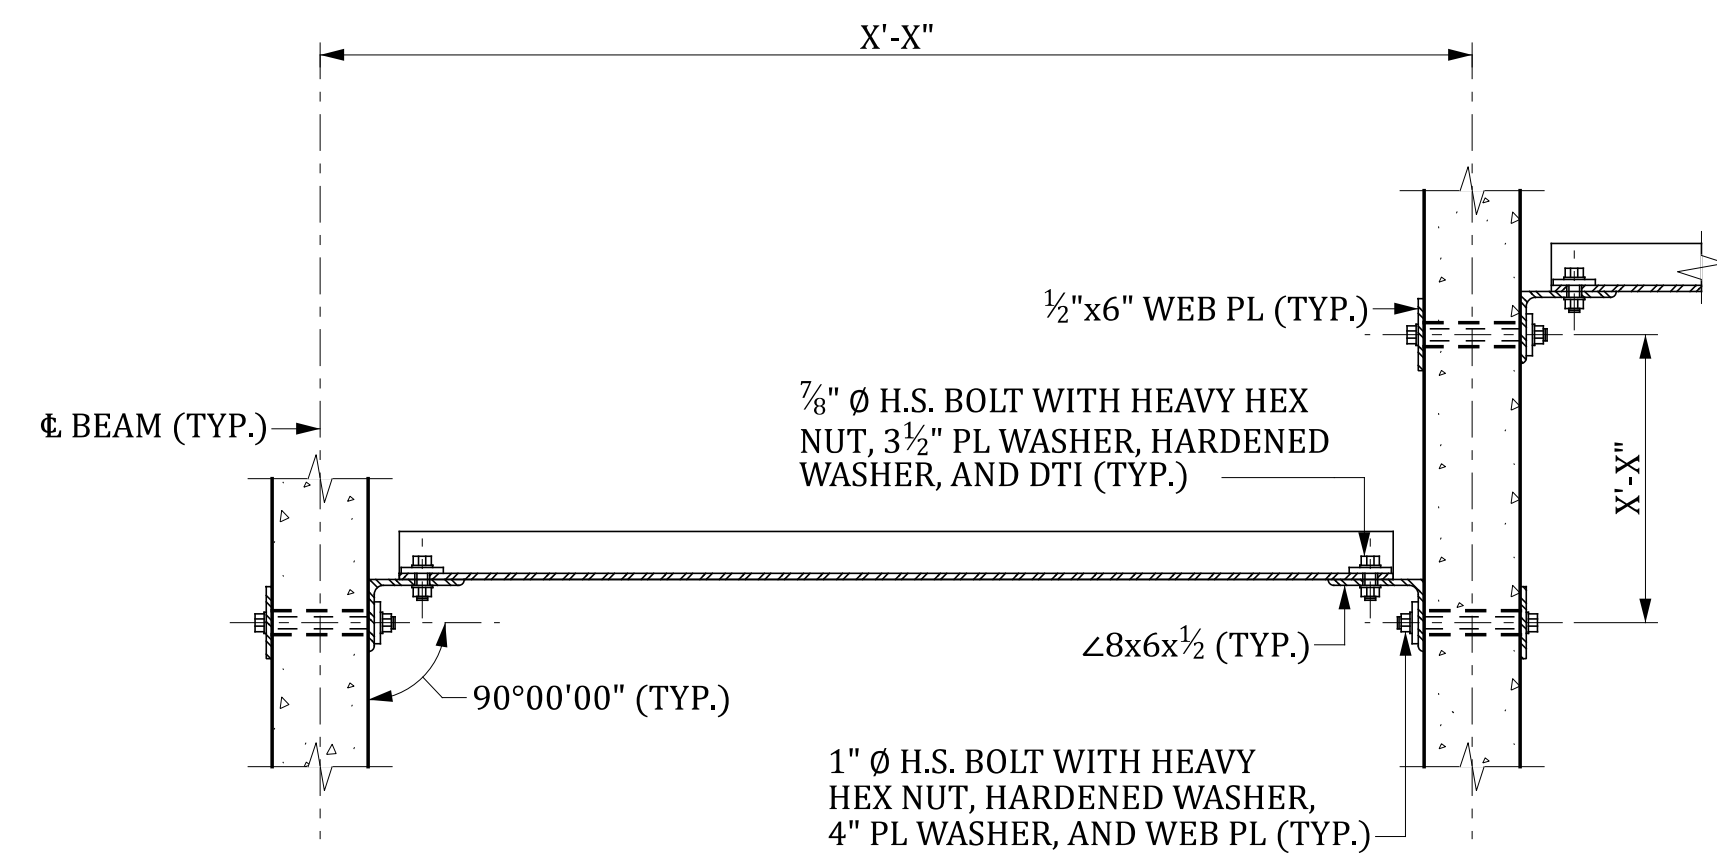 X'-X"
½"x6" WEB PL (TYP.)
⅞" Ø H.S. BOLT WITH HEAVY HEX
NUT, 3½" PL WASHER, HARDENED
WASHER, AND DTI (TYP.)
℄ BEAM (TYP.)
X'-X"
∠8x6x½ (TYP.)
90°00'00" (TYP.)
1" Ø H.S. BOLT WITH HEAVY
HEX NUT, HARDENED WASHER,
4" PL WASHER, AND WEB PL (TYP.)